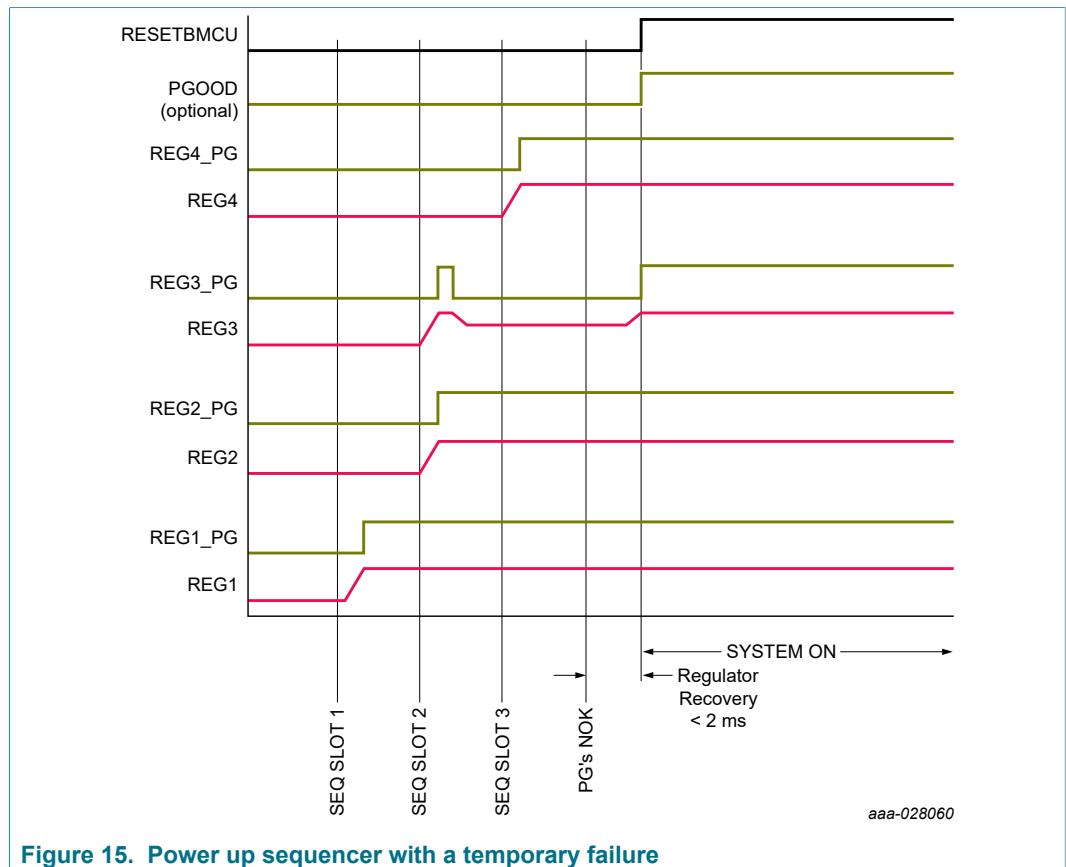 RESETBMCU
PGOOD
(optional)
REG4_PG
REG4
REG3_PG
REG3
REG2_PG
REG2
REG1_PG
REG1
SYSTEM ON
Regulator
Recovery
< 2 ms
SEQ SLOT 1
SEQ SLOT 2
SEQ SLOT 3
PG's NOK
aaa-028060
Figure 15. Power up sequencer with a temporary failure